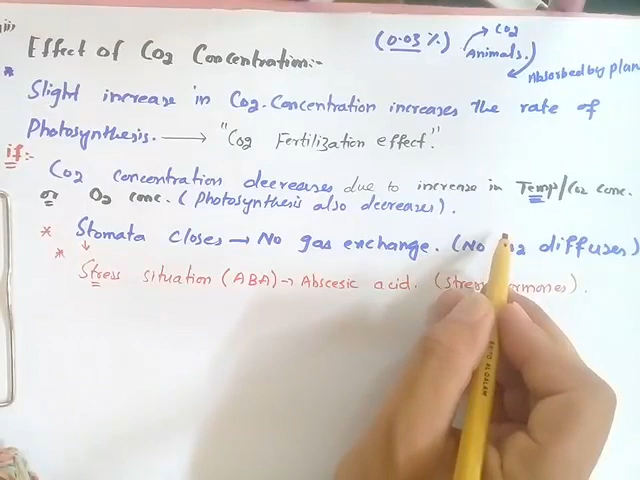 iii)
(0.03 %) → CO2
Animals.)
Absorbed by plan
Effect of CO2 Concentration:-
* Slight increase in CO2. Concentration increases the rate of
Photosynthesis. ⟶ "CO2 Fertilization effect".
if:-
CO2 concentration decreases due to increase in Temp/CO2 conc.
or O2 conc. (Photosynthesis also decreases).
* Stomata closes → No gas exchange. (No diffuses)
* Stress situation (ABA) → Abscesic acid. (Stress